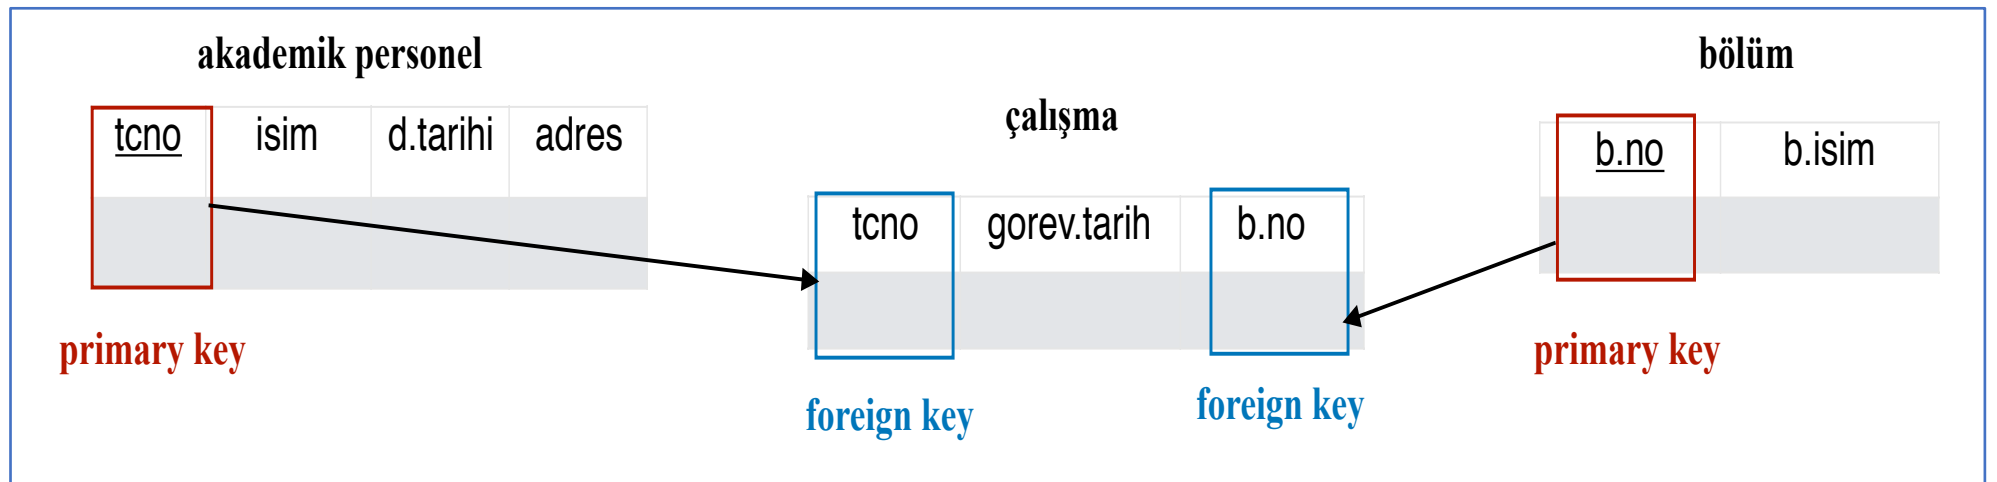 akademik personel
tcno isim d.tarihi adres
primary key
çalışma
tcno gorev.tarih b.no
foreign key
foreign key
bölüm
b.no b.isim
primary key